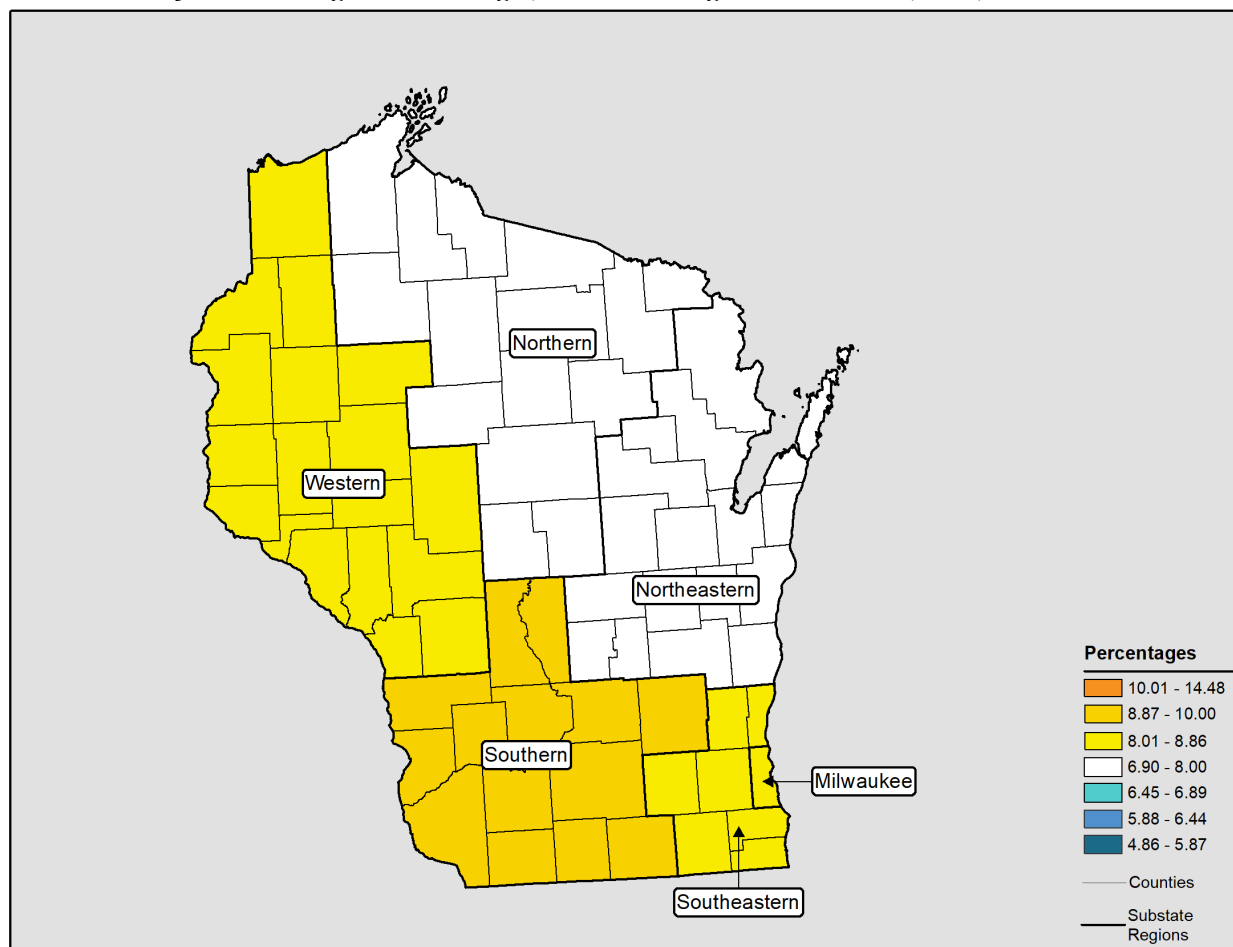 Northern
Western
Northeastern
Southern
Milwaukee
Southeastern
Percentages
10.01 - 14.48
8.87 - 10.00
8.01 - 8.86
6.90 - 8.00
6.45 - 6.89
5.88 - 6.44
4.86 - 5.87
Counties
Substate
Regions